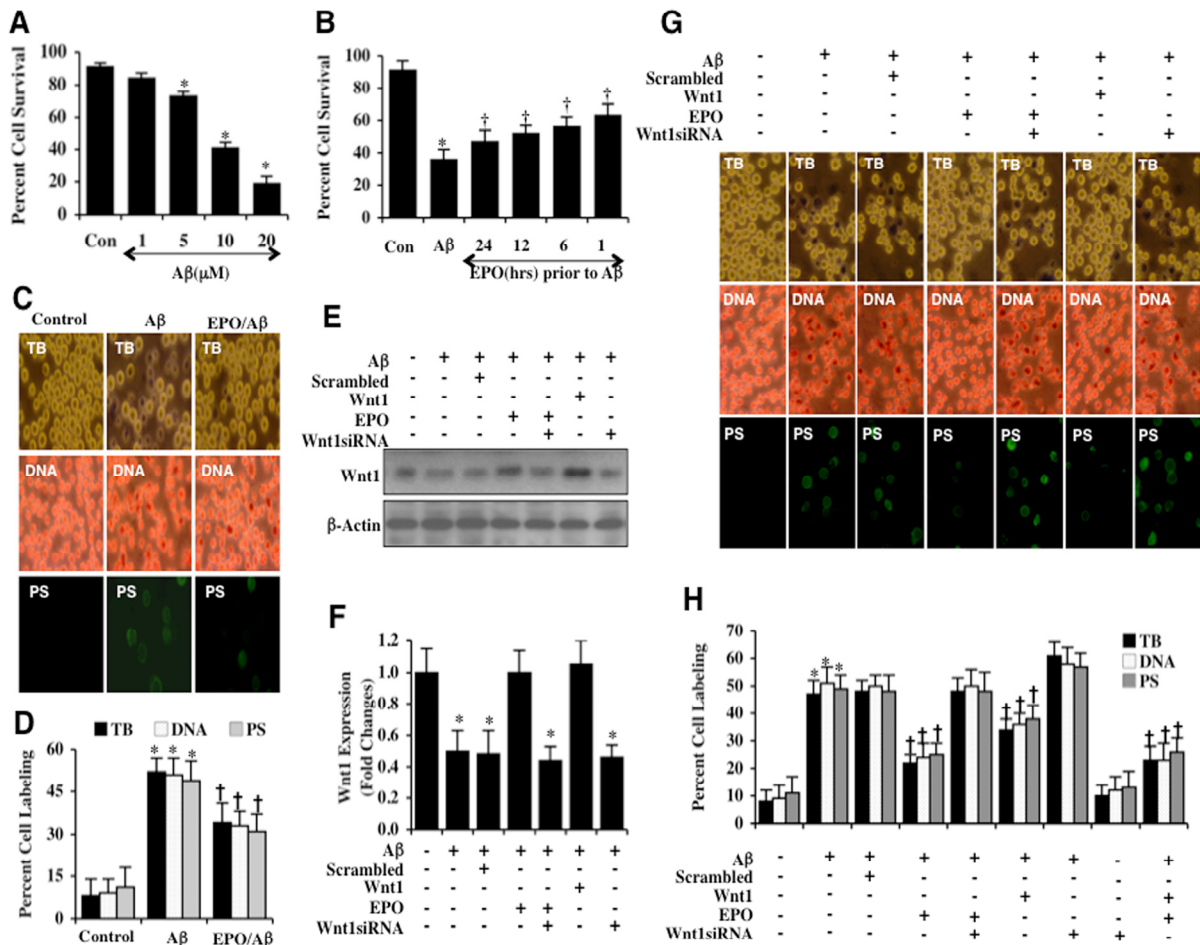 A
Percent Cell Survival
100
80
60
40
20
0
* * *
Con 1 5 10 20
Aβ(μM)
B
Percent Cell Survival
100
80
60
40
20
0
* † † † †
Con Aβ 24 12 6 1
EPO(hrs) prior to Aβ
C
Control Aβ EPO/Aβ
TB TB TB
DNA DNA DNA
PS PS PS
D
TB DNA PS
Percent Cell Labeling
60
45
30
15
0
* * * † † †
Control Aβ EPO/Aβ
E
Aβ - + + + + + +
Scrambled - - + - - - -
Wnt1 - - - - - + -
EPO - - - + + - -
Wnt1siRNA - - - - + - +
Wnt1
β-Actin
F
Wnt1 Expression
(Fold Changes)
1.2
1.0
0.8
0.6
0.4
0.2
0.0
* * * *
Aβ - + + + + + +
Scrambled - - + - - - -
Wnt1 - - - - - + -
EPO - - - + + - -
Wnt1siRNA - - - - + - +
G
Aβ - + + + + + +
Scrambled - - + - - - -
Wnt1 - - - - - + -
EPO - - - + + - -
Wnt1siRNA - - - - + - +
TB TB TB TB TB TB TB
DNA DNA DNA DNA DNA DNA DNA
PS PS PS PS PS PS PS
H
TB
DNA
PS
Percent Cell Labeling
70
60
50
40
30
20
10
0
* * * † † † † † † † † †
Aβ - + + + + + + - +
Scrambled - - + - - - - - -
Wnt1 - - - - - + - - +
EPO - - - + + - - - +
Wnt1siRNA - - - - + - + + -